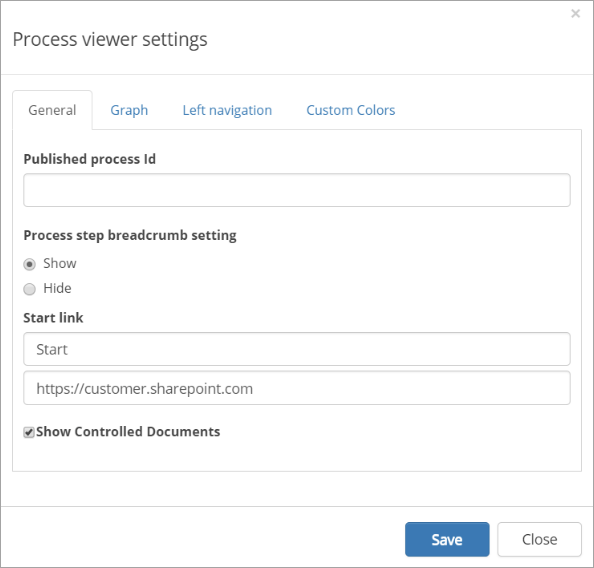 ×
Process viewer settings
General Graph Left navigation Custom Colors
Published process Id
Process step breadcrumb setting
Show
Hide
Start link
Start
https://customer.sharepoint.com
Show Controlled Documents
Save Close